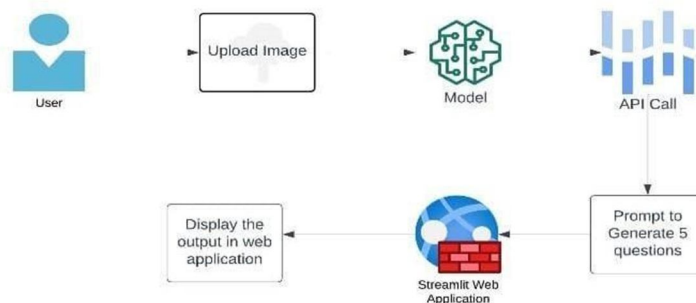 User
Upload Image
Model
API Call
Prompt to
Generate 5
questions
Streamlit Web
Application
Display the
output in web
application